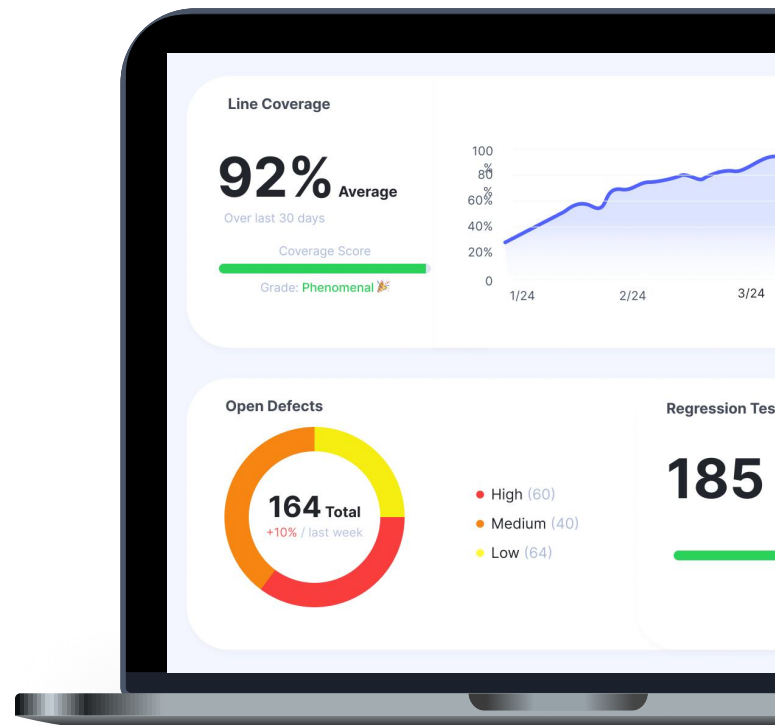 Line Coverage
92% Average
Over last 30 days
Coverage Score
Grade: Phenomenal 🎉
100
%
80
%
60%
40%
20%
0
1/24
2/24
3/24
Open Defects
164 Total
+10% / last week
High (60)
Medium (40)
Low (64)
Regression Tes
185